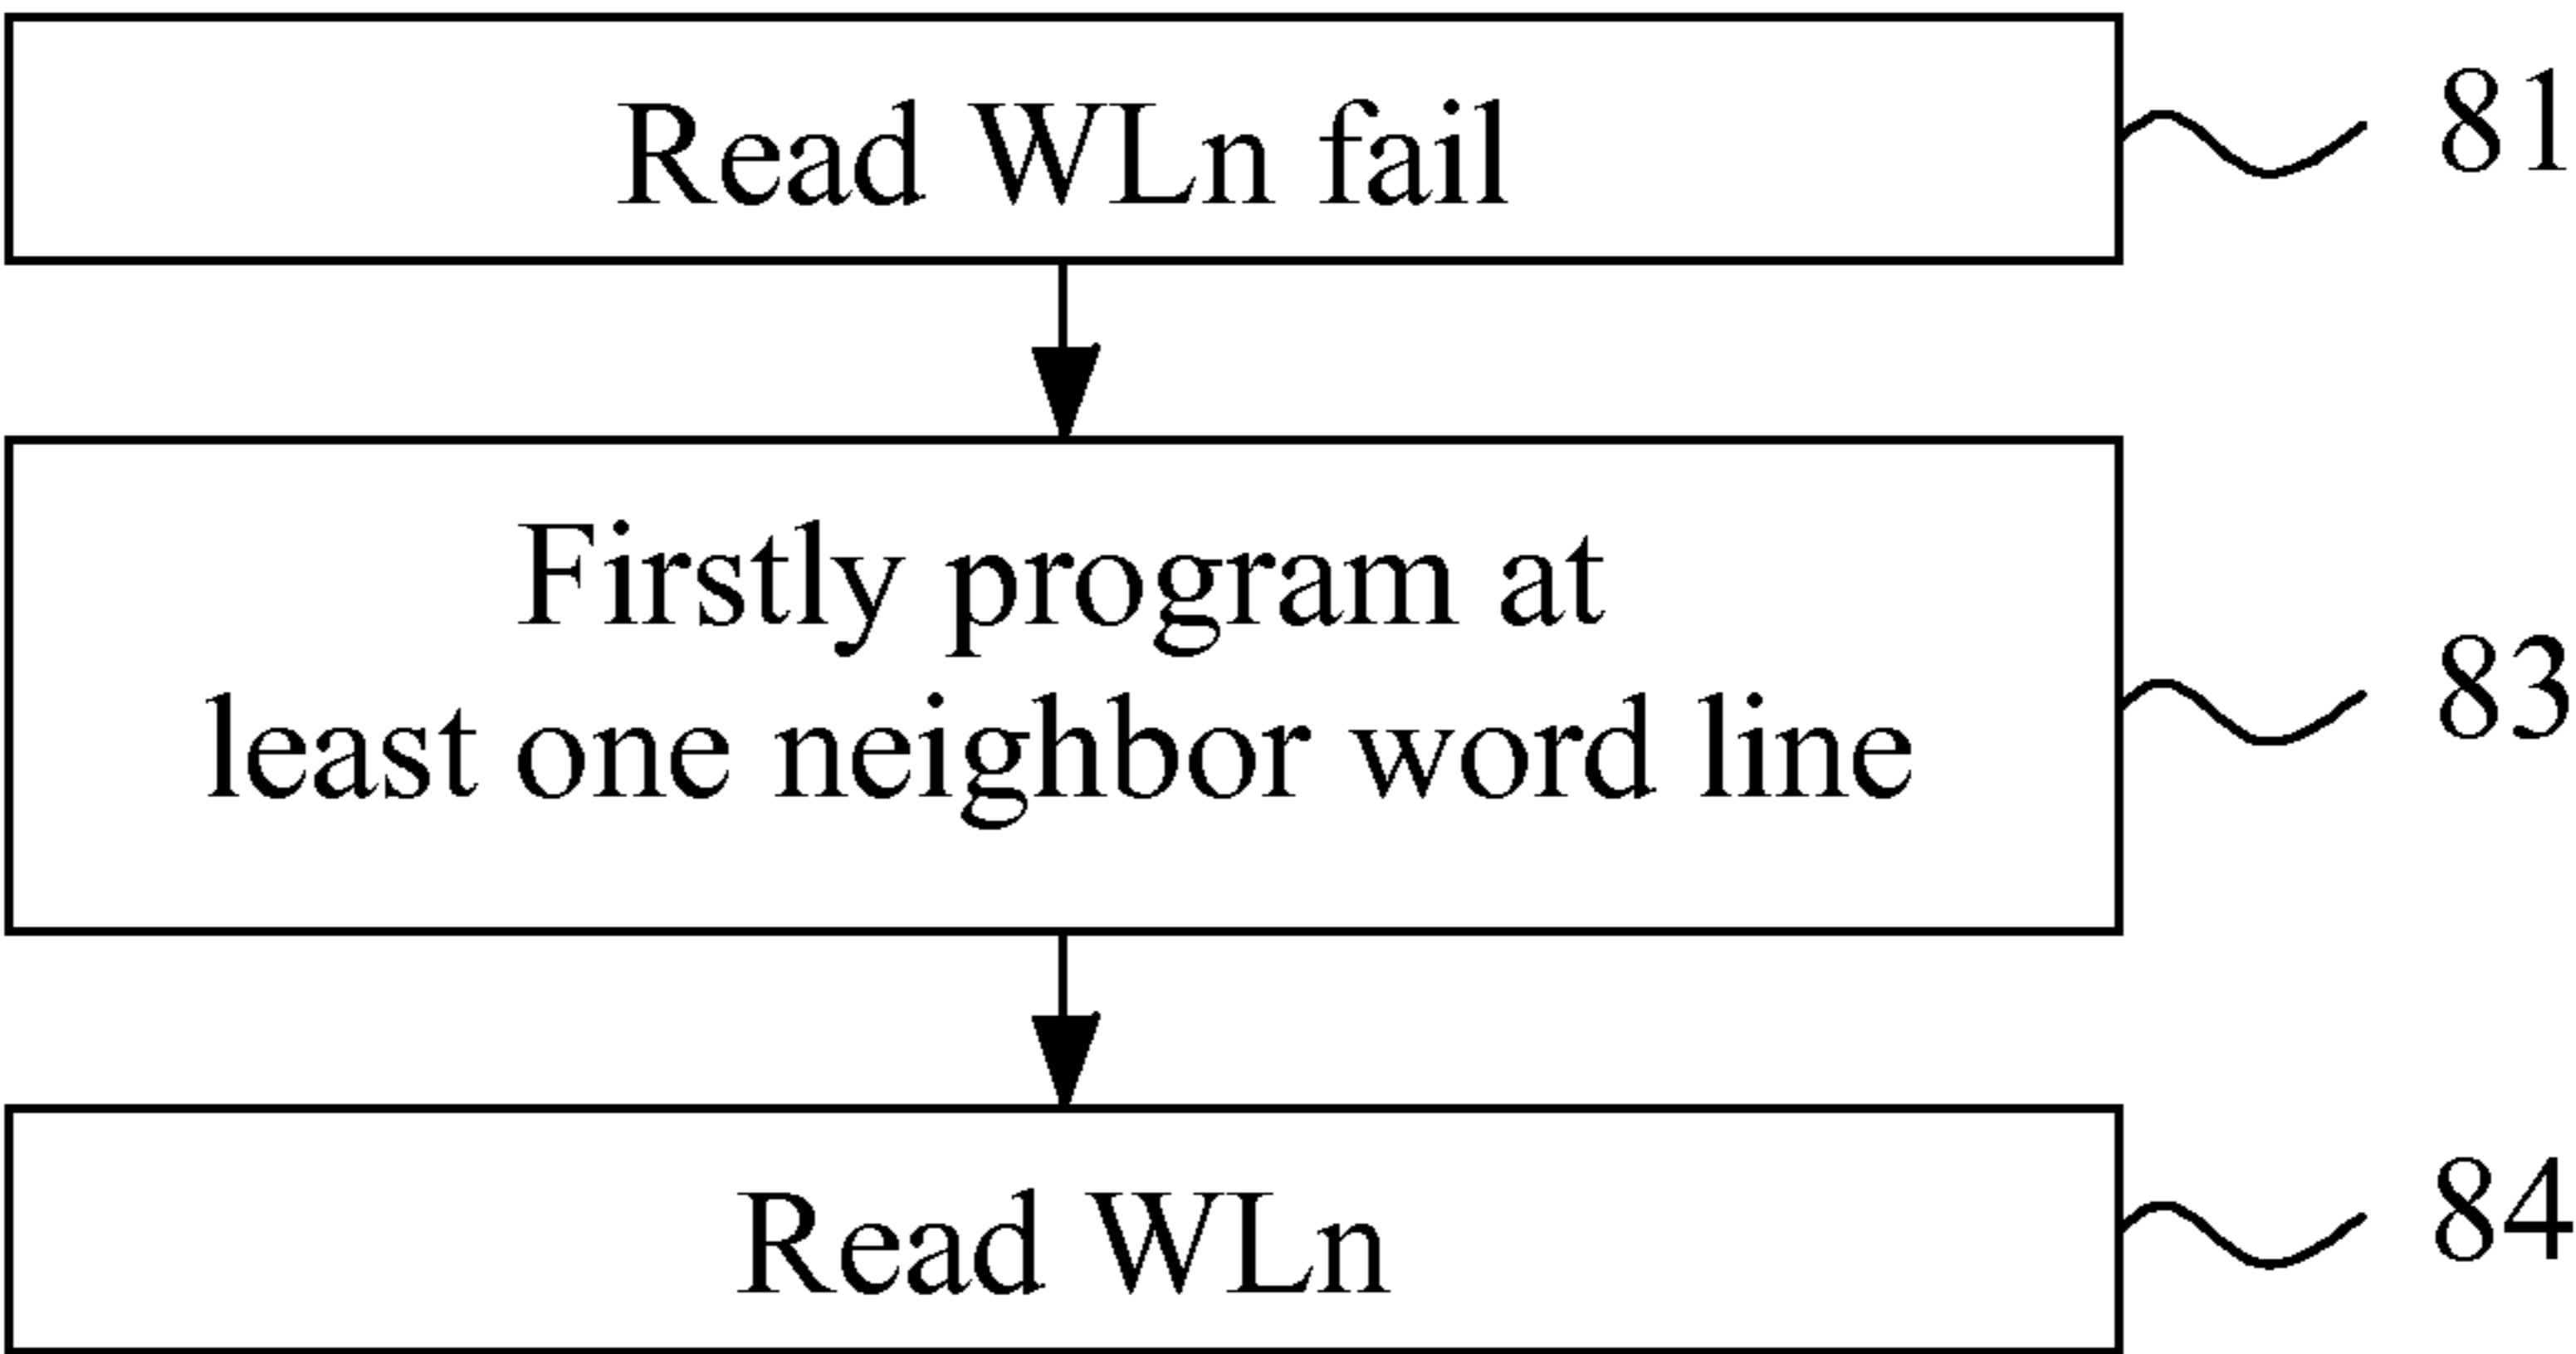 Read WLn fail
81
Firstly program at
least one neighbor word line
83
Read WLn
84